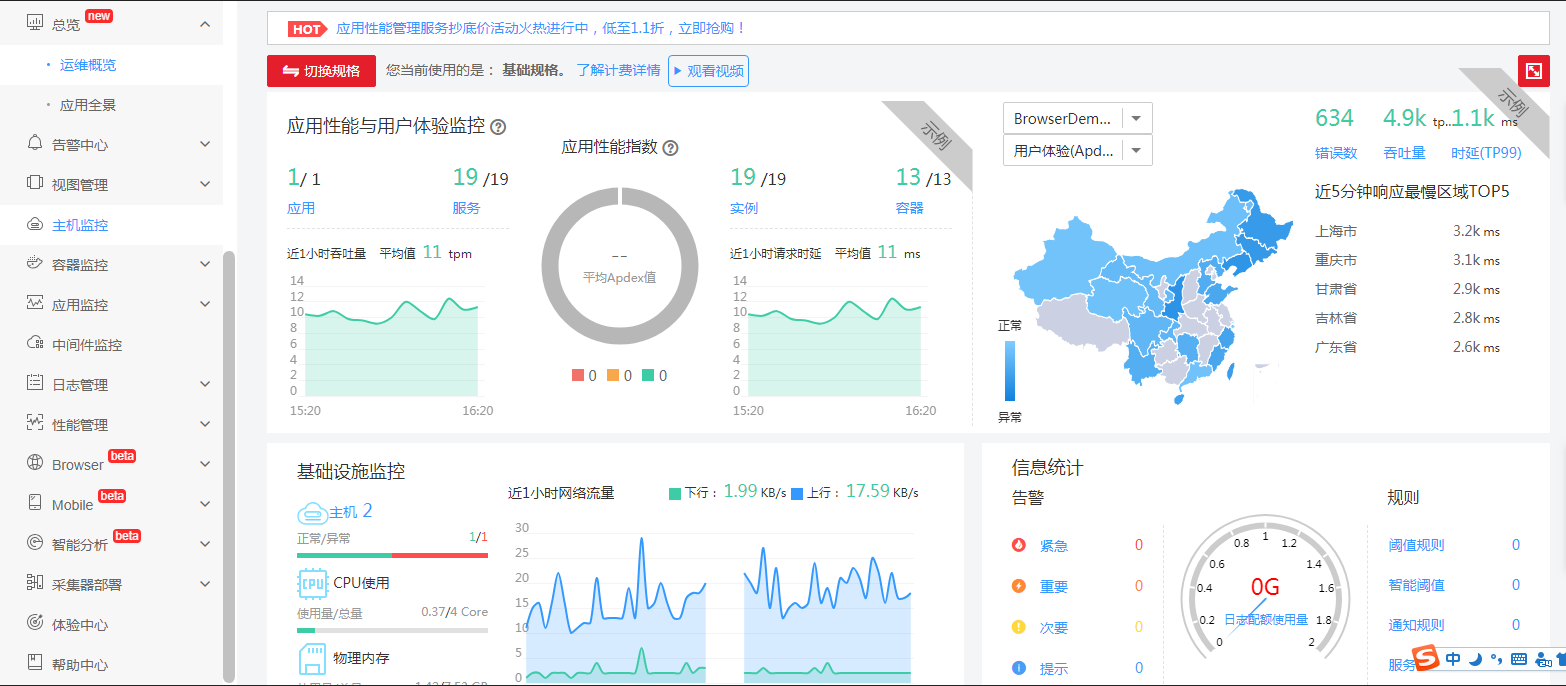 总览 new
运维概览
应用全景
告警中心
视图管理
主机监控
容器监控
应用监控
中间件监控
日志管理
性能管理
Browser beta
Mobile beta
智能分析 beta
采集器部署
体验中心
帮助中心
HOT 应用性能管理服务抄底价活动火热进行中，低至1.1折，立即抢购！
切换规格 您当前使用的是： 基础规格。 了解计费详情 观看视频
应用性能与用户体验监控 ?
示例
1/ 1
应用
19 /19
服务
近1小时吞吐量 平均值 11 tpm
14
12
10
8
6
4
2
0
15:20 16:20
应用性能指数 ?
--
平均Apdex值
0 0 0
19 /19
实例
13 /13
容器
近1小时请求时延 平均值 11 ms
14
12
10
8
6
4
2
0
15:20 16:20
BrowserDem...
用户体验(Apd...
正常
异常
示例
634 4.9k tp.. 1.1k ms
错误数 吞吐量 时延(TP99)
近5分钟响应最慢区域TOP5
上海市 3.2k ms
重庆市 3.1k ms
甘肃省 2.9k ms
吉林省 2.8k ms
广东省 2.6k ms
基础设施监控
主机 2
正常/异常 1/1
CPU使用
使用量/总量 0.37/4 Core
物理内存
近1小时网络流量 下行： 1.99 KB/s 上行： 17.59 KB/s
30
25
20
15
10
5
0
信息统计
告警
紧急 0
重要 0
次要 0
提示 0
0
0.2
0.4
0.6
0.8
1
1.2
1.4
1.6
1.8
2
0G
日志配额使用量
规则
阈值规则 0
智能阈值 0
通知规则 0
服务
S 中